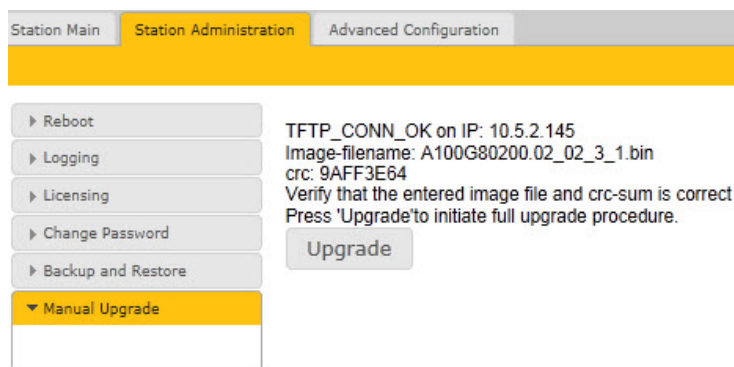 Station Main Station Administration Advanced Configuration
Reboot
Logging
Licensing
Change Password
Backup and Restore
Manual Upgrade
TFTP_CONN_OK on IP: 10.5.2.145
Image-filename: A100G80200.02_02_3_1.bin
crc: 9AFF3E64
Verify that the entered image file and crc-sum is correct
Press 'Upgrade'to initiate full upgrade procedure.
Upgrade